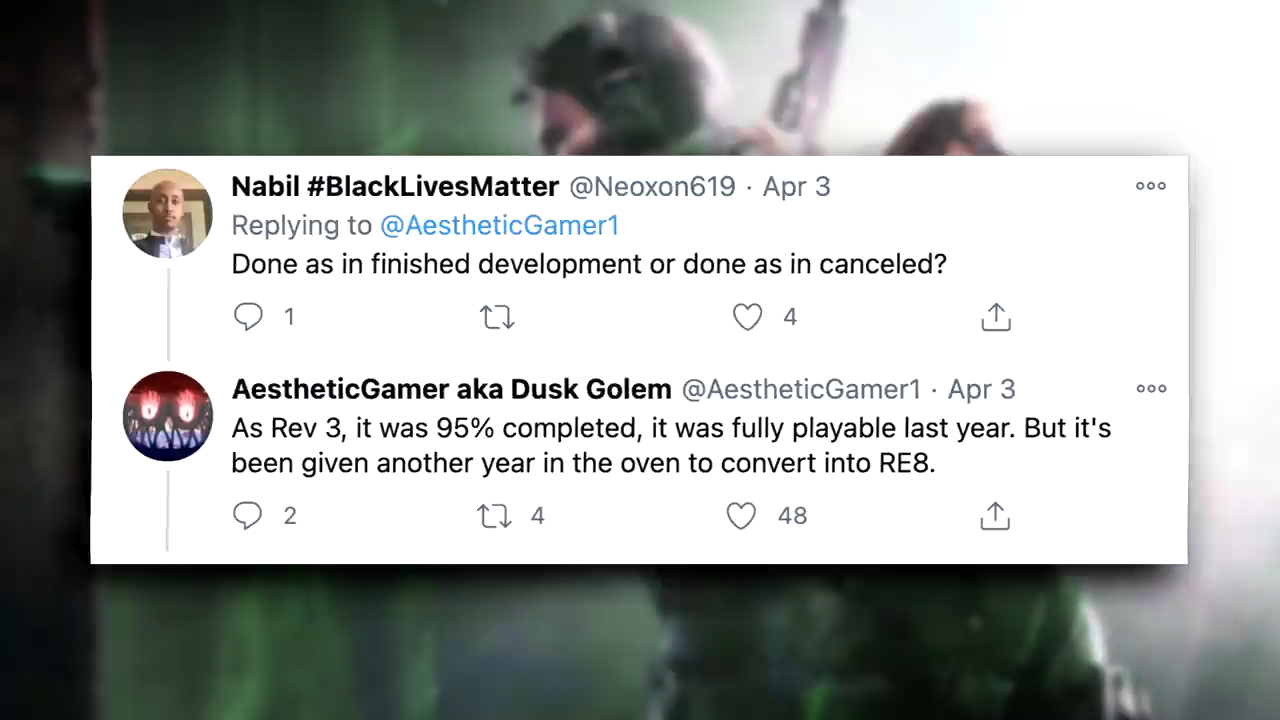 Nabil #BlackLivesMatter @Neoxon619 · Apr 3
Replying to @AestheticGamer1
Done as in finished development or done as in canceled?
1 4
AestheticGamer aka Dusk Golem @AestheticGamer1 · Apr 3
As Rev 3, it was 95% completed, it was fully playable last year. But it's
been given another year in the oven to convert into RE8.
2 4 48